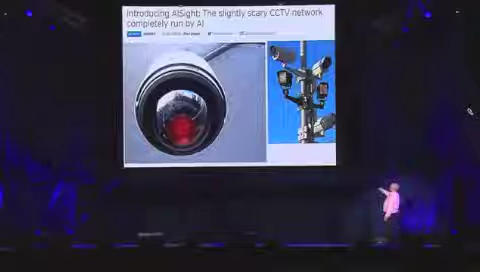 Introducing AISight: The slightly scary CCTV network
completely run by AI